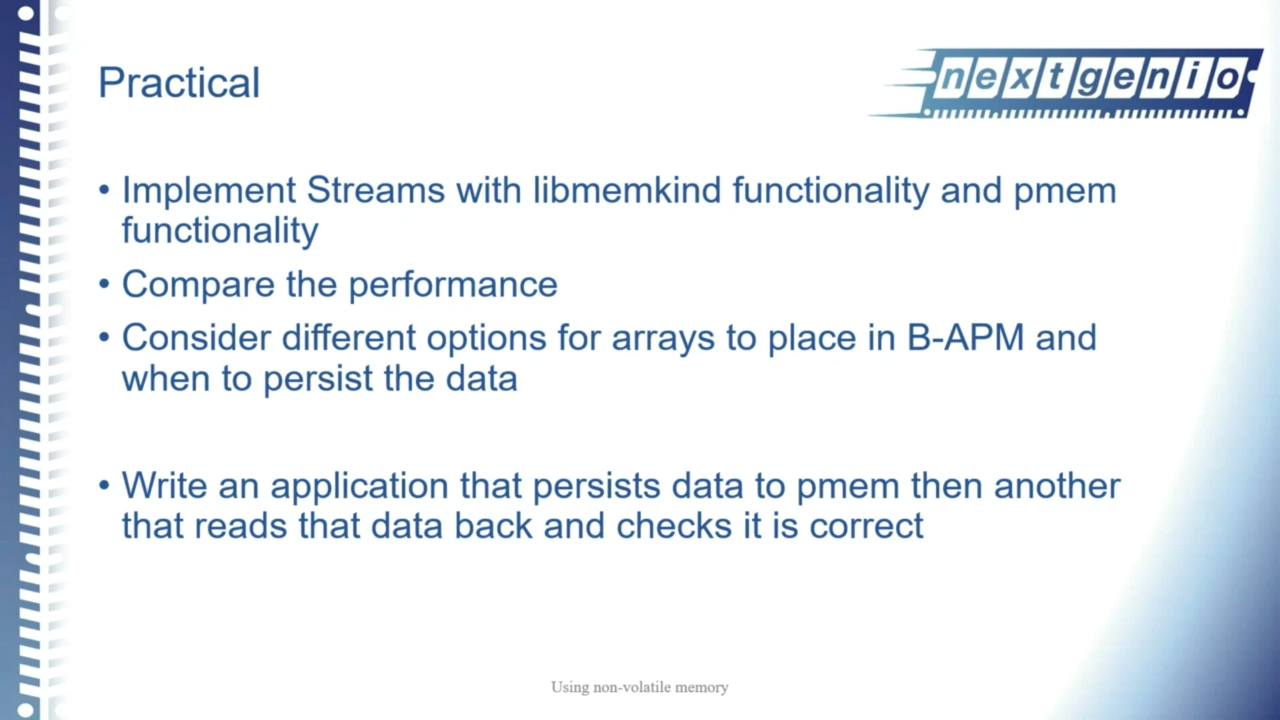 Practical
nextgenio
• Implement Streams with libmemkind functionality and pmem
functionality
• Compare the performance
• Consider different options for arrays to place in B-APM and
when to persist the data
• Write an application that persists data to pmem then another
that reads that data back and checks it is correct
Using non-volatile memory